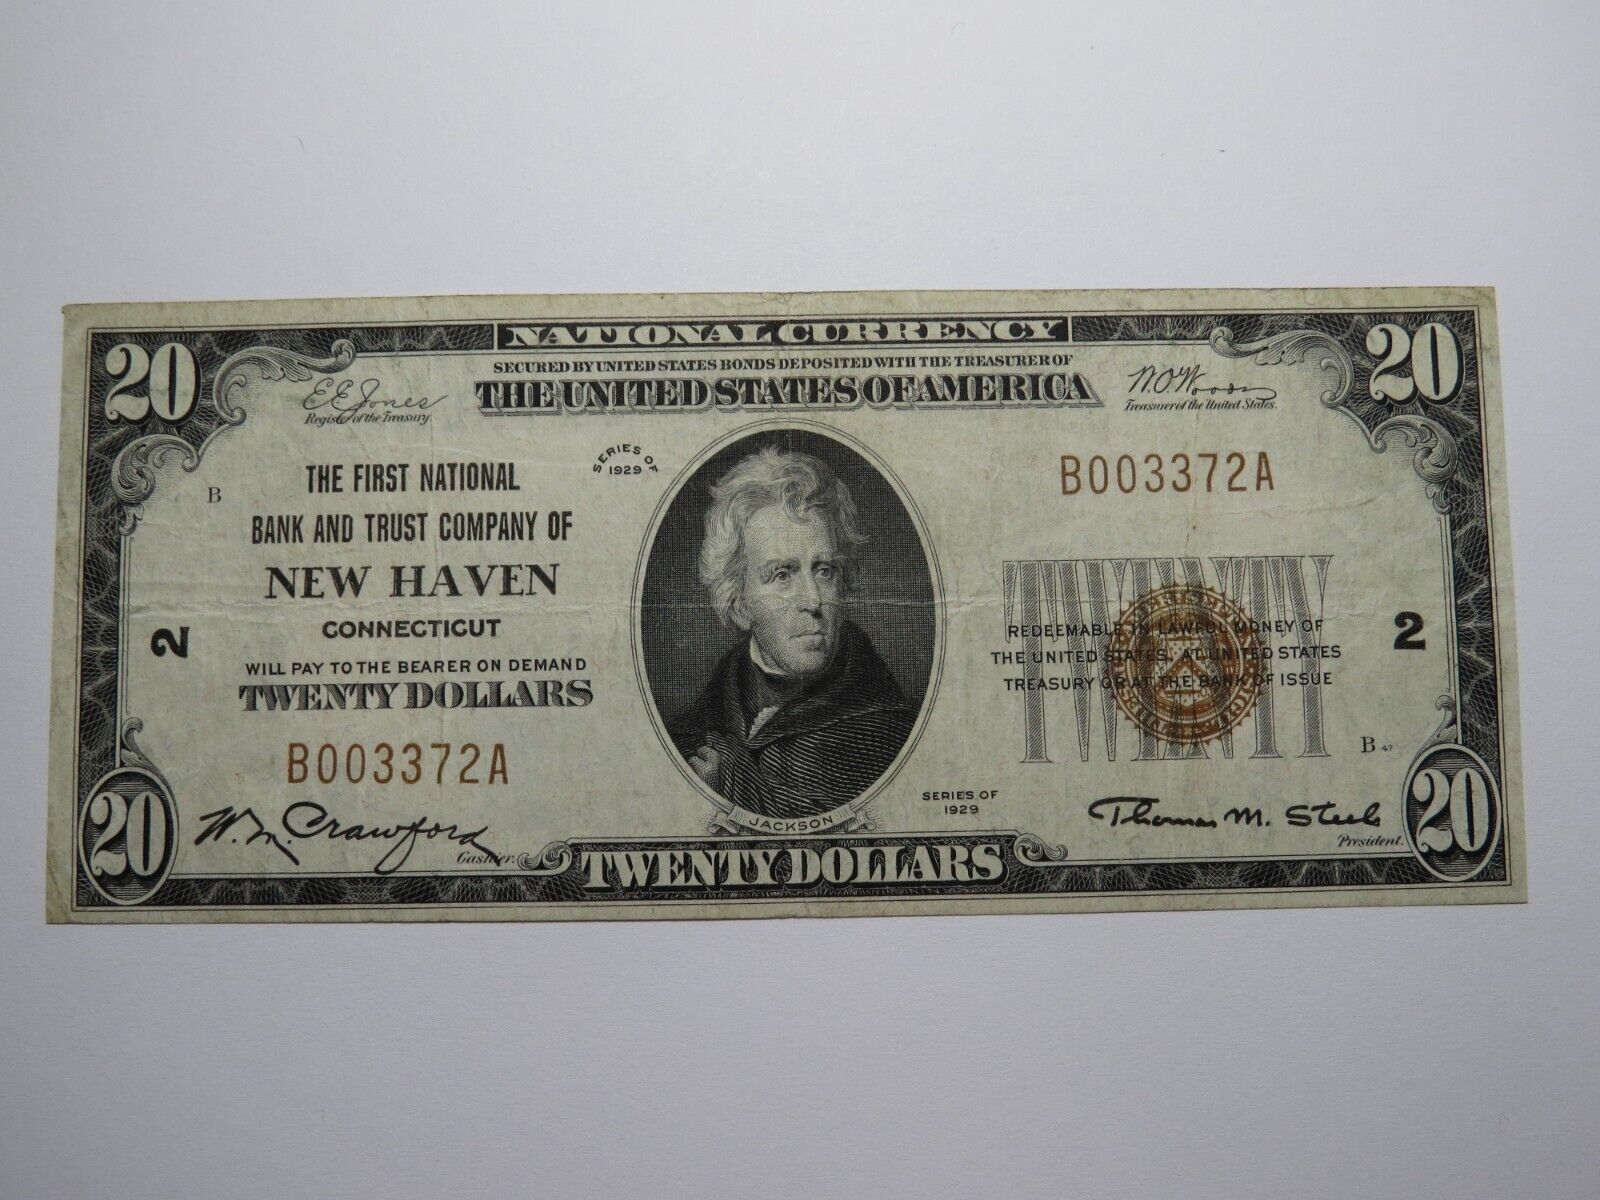 NATIONAL CURRENCY
SECURED BY UNITED STATES BONDS DEPOSITED WITH THE TREASURER OF
THE UNITED STATES OF AMERICA
20
20
E E Jones
Register of the Treasury.
W. O. Woods
Treasurer of the United States.
SERIES OF
1929
B
THE FIRST NATIONAL
BANK AND TRUST COMPANY OF
NEW HAVEN
CONNECTICUT
WILL PAY TO THE BEARER ON DEMAND
TWENTY DOLLARS
2
B003372A
B003372A
TWENTY
REDEEMABLE IN LAWFUL MONEY OF
THE UNITED STATES, AT UNITED STATES
TREASURY OR AT THE BANK OF ISSUE
2
B 47
20
W. M. Crawford
Cashier.
JACKSON
SERIES OF
1929
Thomas M. Steele
President.
20
TWENTY DOLLARS